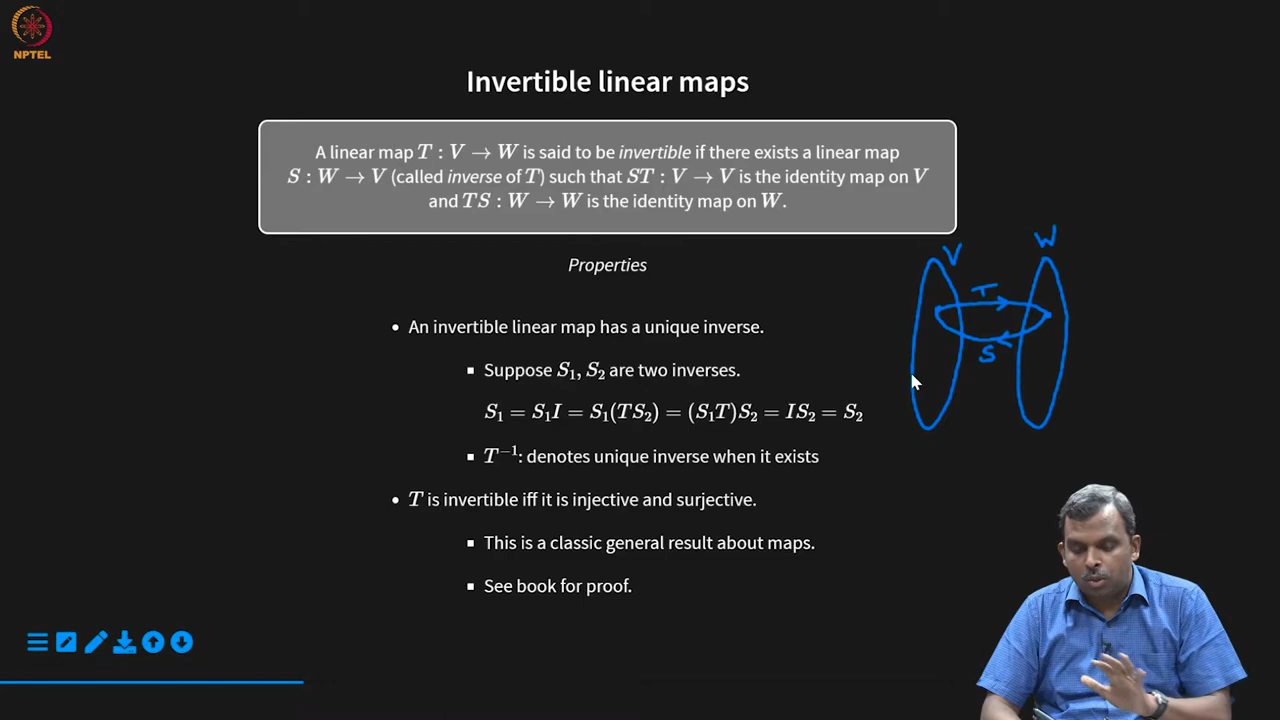 NPTEL
Invertible linear maps
A linear map T : V → W is said to be invertible if there exists a linear map
S : W → V (called inverse of T) such that ST : V → V is the identity map on V
and TS : W → W is the identity map on W.
Properties
V
W
T
S
• An invertible linear map has a unique inverse.
▪ Suppose S₁, S₂ are two inverses.
S₁ = S₁I = S₁(TS₂) = (S₁T)S₂ = IS₂ = S₂
▪ T⁻¹: denotes unique inverse when it exists
• T is invertible iff it is injective and surjective.
▪ This is a classic general result about maps.
▪ See book for proof.